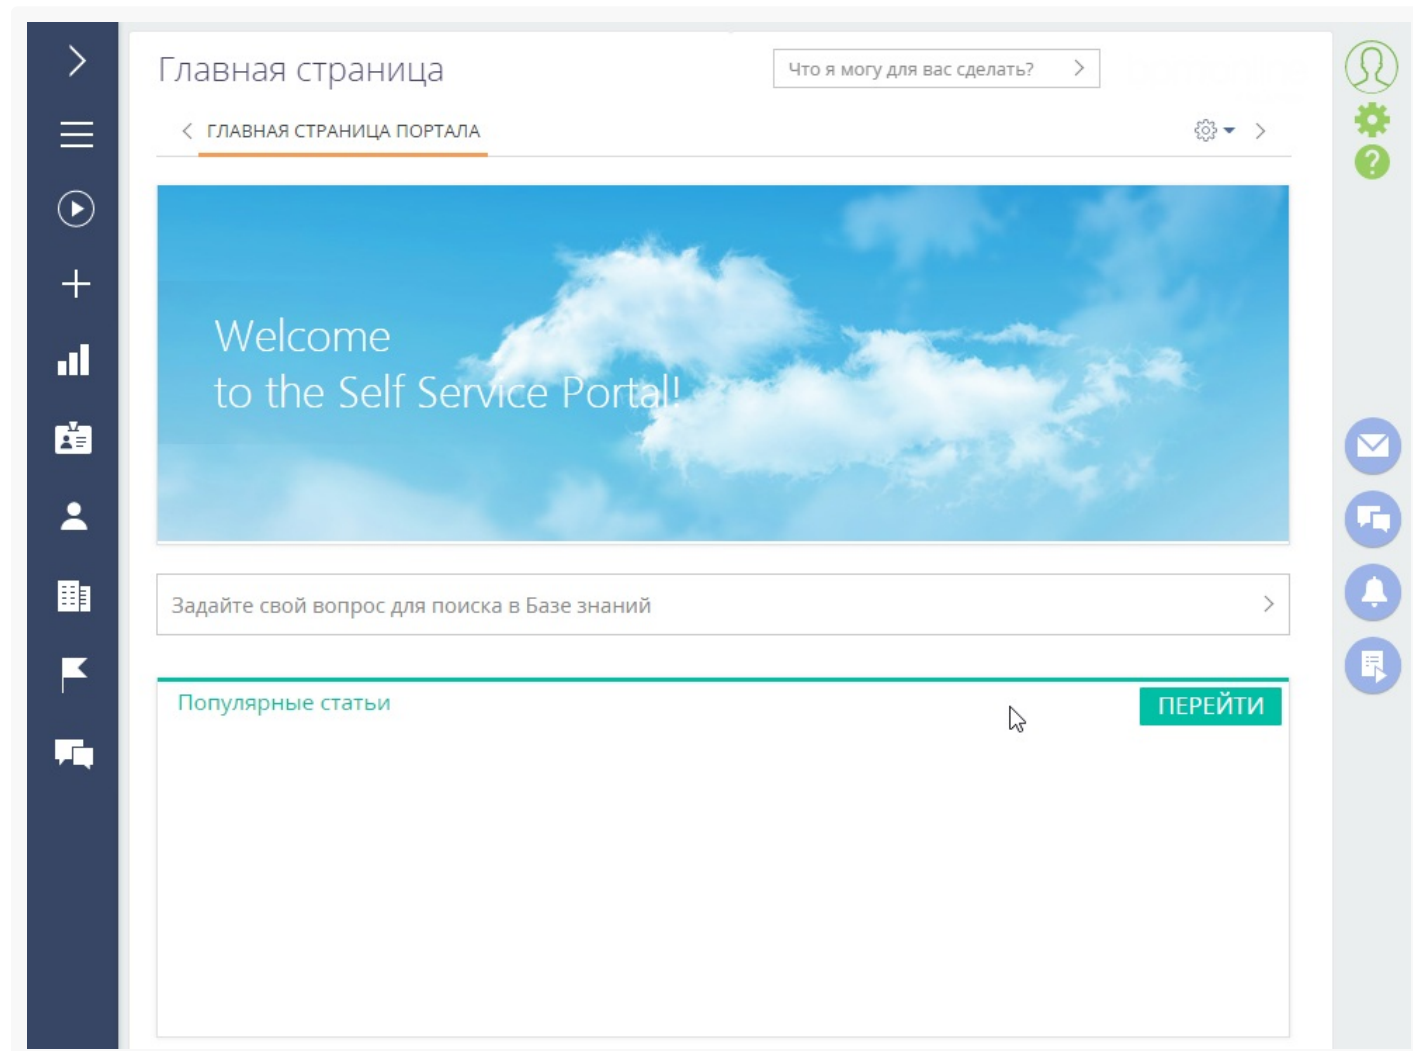 Главная страница
Что я могу для вас сделать?
ГЛАВНАЯ СТРАНИЦА ПОРТАЛА
Welcome
to the Self Service Portal!
Задайте свой вопрос для поиска в Базе знаний
Популярные статьи
ПЕРЕЙТИ